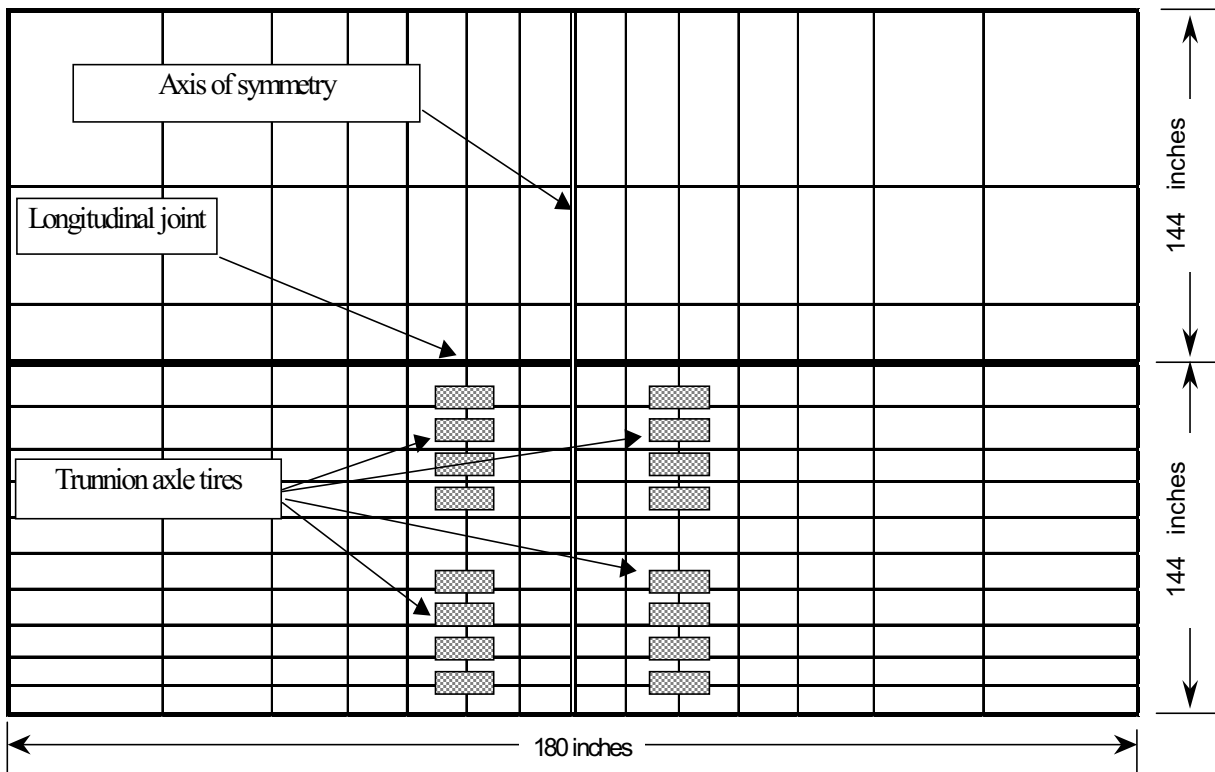 Axis of symmetry
144 inches
Longitudinal joint
Trunnion axle tires
144 inches
180 inches